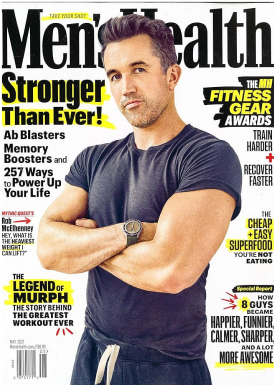 TAKE YOUR SHOT
Men's Health
Stronger
Than Ever!
Ab Blasters
Memory
Boosters and
257 Ways
to Power Up
Your Life
MYTHIC QUEST'S
Rob
McElhenney
HEY, WHAT IS
THE HEAVIEST
WEIGHT I
CAN LIFT?"
THE
LEGEND OF
MURPH
THE STORY BEHIND
THE GREATEST
WORKOUT EVER
MAY 2021
THE MH
FITNESS
GEAR
AWARDS
TRAIN
HARDER
+
RECOVER
FASTER
THE
CHEAP +
EASY
SUPERFOOD
YOU'RE NOT
EATING
Special Report
HOW
8 GUYS
BECAME
HAPPIER, FUNNIER,
CALMER, SHARPER,
AND A LOT
MORE AWESOME